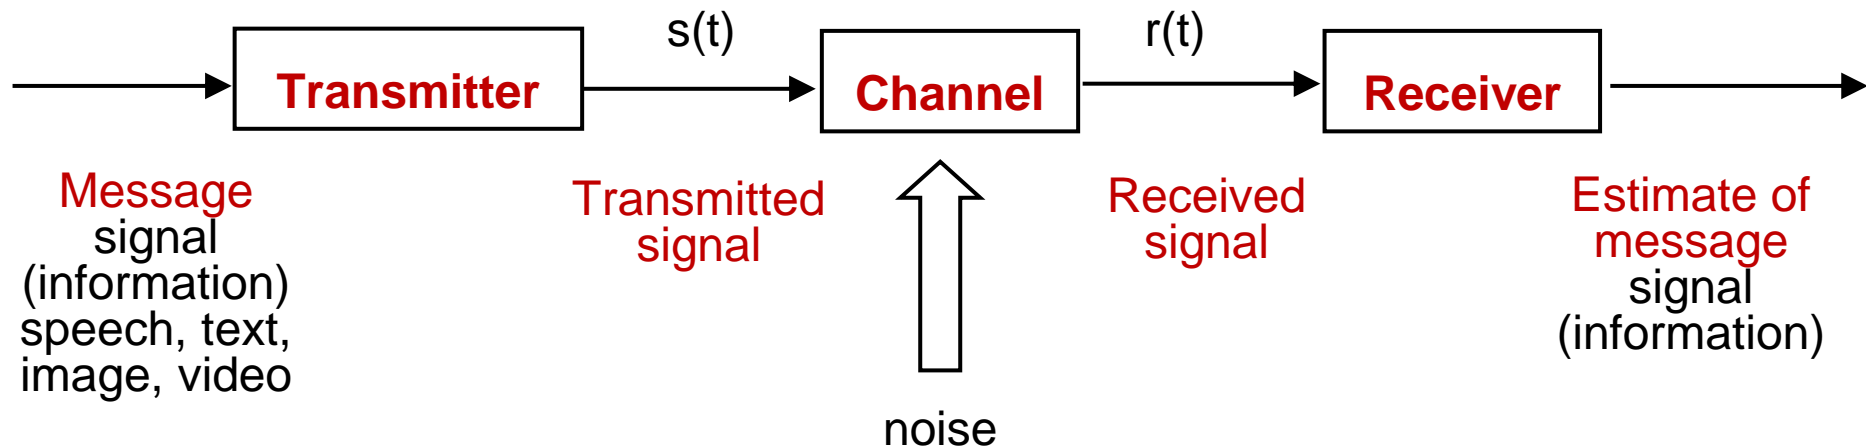 s(t)
r(t)
Transmitter
Channel
Receiver
Message
signal
(information)
speech, text,
image, video
Transmitted
signal
Received
signal
Estimate of
message
signal
(information)
noise